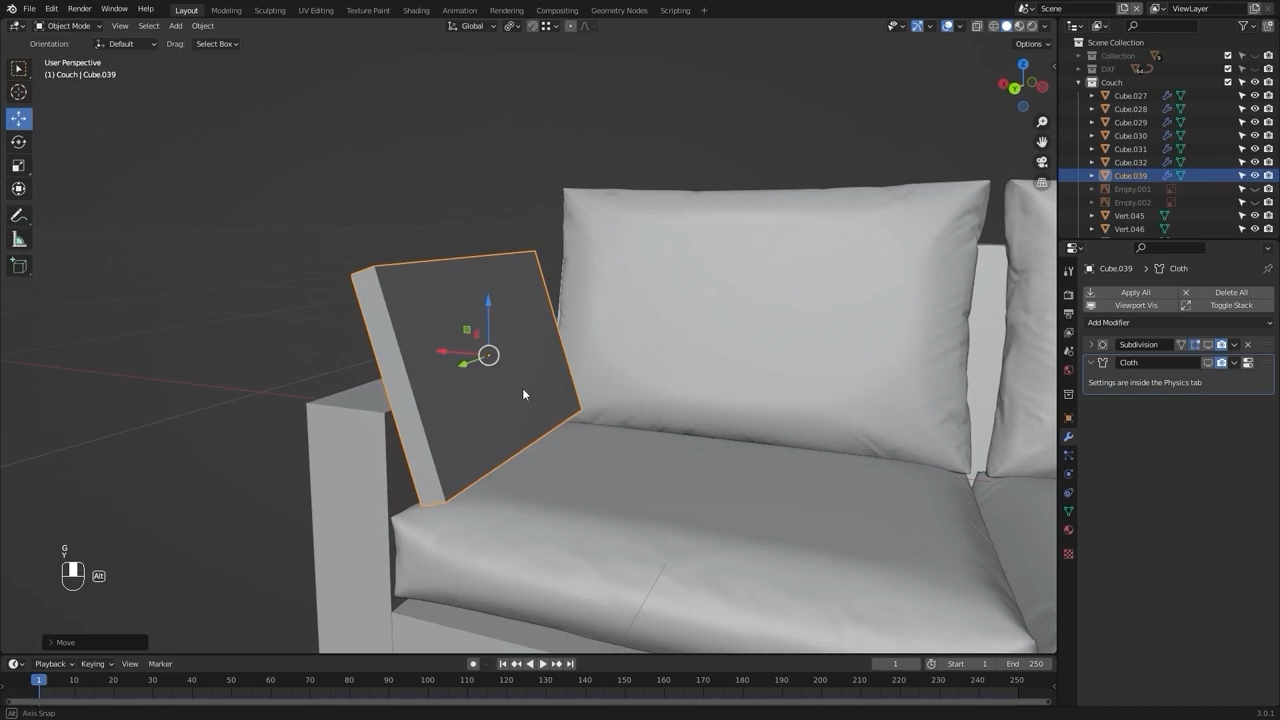 File Edit Render Window Help
Layout Modeling Sculpting UV Editing Texture Paint Shading Animation Rendering Compositing Geometry Nodes Scripting +
Scene
ViewLayer
Object Mode View Select Add Object
Global
Orientation: Default Drag: Select Box
Options
User Perspective
(1) Couch | Cube.039
Z
X
Y
Scene Collection
Collection 9
DXF 64
Couch
Cube.027
Cube.028
Cube.029
Cube.030
Cube.031
Cube.032
Cube.039
Empty.001
Empty.002
Vert.045
Vert.046
Cube.039 > Cloth
Apply All Delete All
Viewport Vis Toggle Stack
Add Modifier
Subdivision
Cloth
Settings are inside the Physics tab
G
Y
Alt
> Move
Playback Keying View Marker
1 Start 1 End 250
1 10 20 30 40 50 60 70 80 90 100 110 120 130 140 150 160 170 180 190 200 210 220 230 240 250
Alt Axis Snap
3.0.1